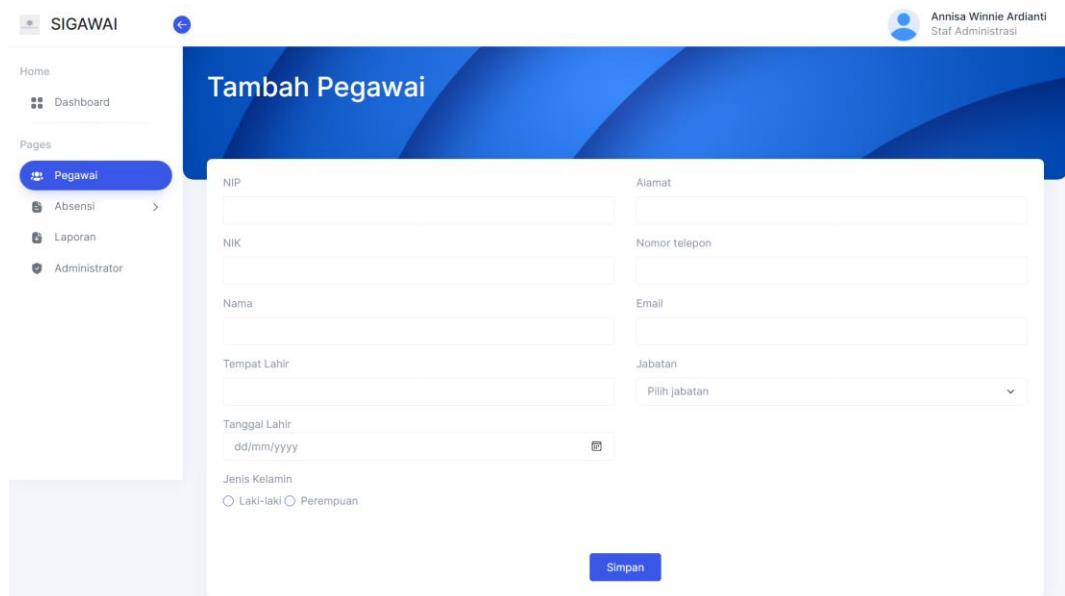 SIGAWAI
Annisa Winnie Ardianti
Staf Administrasi
Home
Dashboard
Pages
Pegawai
Absensi
Laporan
Administrator
Tambah Pegawai
NIP
NIK
Nama
Tempat Lahir
Tanggal Lahir
dd/mm/yyyy
Jenis Kelamin
Laki-laki Perempuan
Alamat
Nomor telepon
Email
Jabatan
Pilih jabatan
Simpan